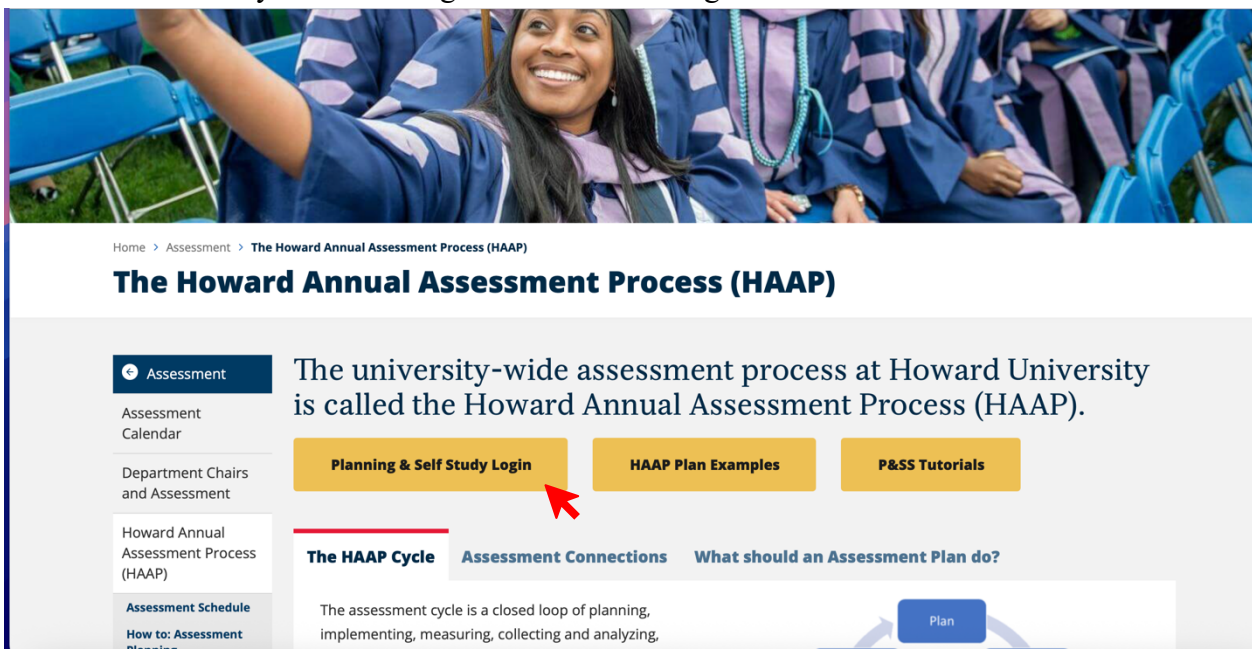 Home > Assessment > The Howard Annual Assessment Process (HAAP)
The Howard Annual Assessment Process (HAAP)
Assessment
Assessment
Calendar
Department Chairs
and Assessment
Howard Annual
Assessment Process
(HAAP)
Assessment Schedule
How to: Assessment
Planning
The university-wide assessment process at Howard University
is called the Howard Annual Assessment Process (HAAP).
Planning & Self Study Login
HAAP Plan Examples
P&SS Tutorials
The HAAP Cycle
Assessment Connections
What should an Assessment Plan do?
The assessment cycle is a closed loop of planning,
implementing, measuring, collecting and analyzing,
Plan